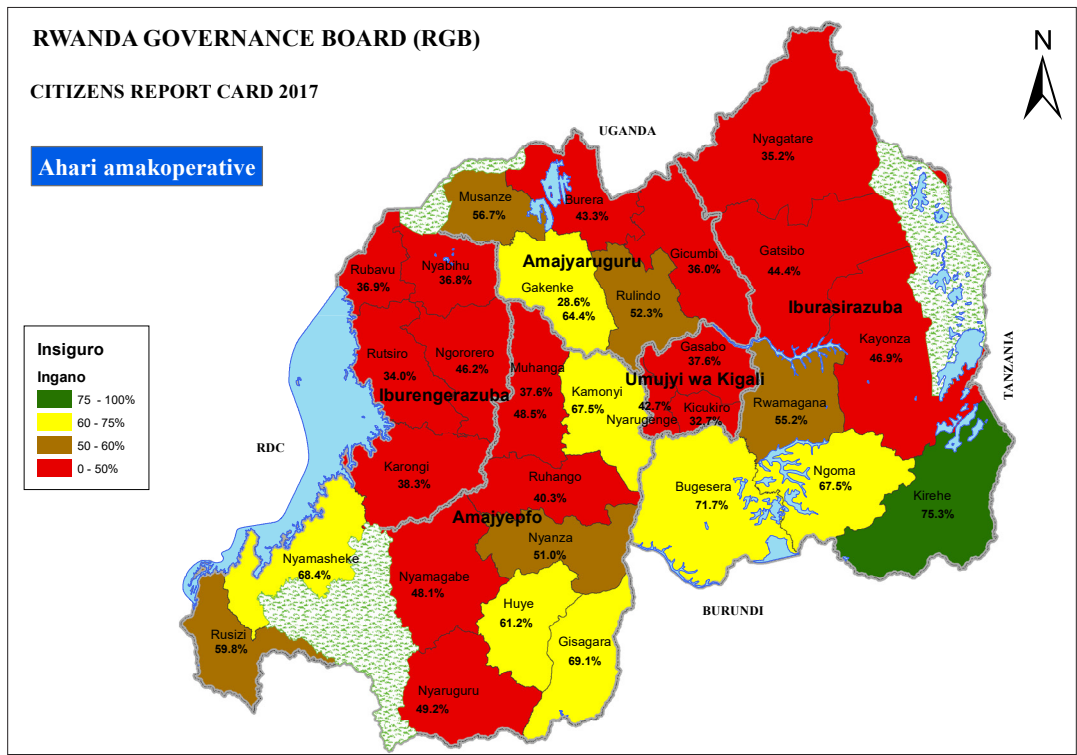 RWANDA GOVERNANCE BOARD (RGB)
CITIZENS REPORT CARD 2017
Ahari amakoperative
N
UGANDA
Nyagatare
35.2%
Musanze
56.7%
Burera
43.3%
Gicumbi
36.0%
Gatsibo
44.4%
Amajyaruguru
Rubavu
36.9%
Nyabihu
36.8%
Gakenke
28.6%
64.4%
Rulindo
52.3%
Iburasirazuba
Kayonza
46.9%
Insiguro
Ingano
75 - 100%
60 - 75%
50 - 60%
0 - 50%
Rutsiro
34.0%
Ngororero
46.2%
Iburengerazuba
Muhanga
37.6%
48.5%
Kamonyi
67.5%
Gasabo
37.6%
Umujyi wa Kigali
42.7%
Nyarugenge
Kicukiro
32.7%
Rwamagana
55.2%
TANZANIA
RDC
Karongi
38.3%
Ruhango
40.3%
Bugesera
71.7%
Ngoma
67.5%
Kirehe
75.3%
Amajyepfo
Nyanza
51.0%
Nyamasheke
68.4%
Nyamagabe
48.1%
Huye
61.2%
Gisagara
69.1%
BURUNDI
Rusizi
59.8%
Nyaruguru
49.2%